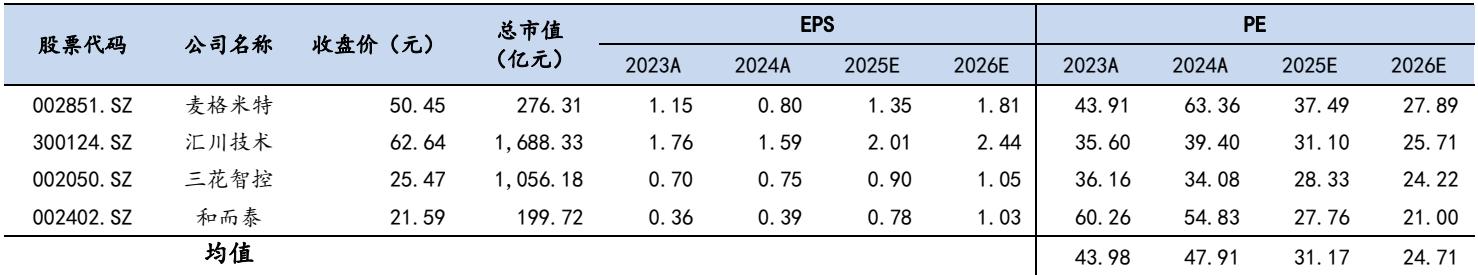 股票代码 公司名称 收盘价（元） 总市值（亿元） EPS PE
2023A 2024A 2025E 2026E 2023A 2024A 2025E 2026E
002851.SZ 麦格米特 50.45 276.31 1.15 0.80 1.35 1.81 43.91 63.36 37.49 27.89
300124.SZ 汇川技术 62.64 1,688.33 1.76 1.59 2.01 2.44 35.60 39.40 31.10 25.71
002050.SZ 三花智控 25.47 1,056.18 0.70 0.75 0.90 1.05 36.16 34.08 28.33 24.22
002402.SZ 和而泰 21.59 199.72 0.36 0.39 0.78 1.03 60.26 54.83 27.76 21.00
均值 43.98 47.91 31.17 24.71